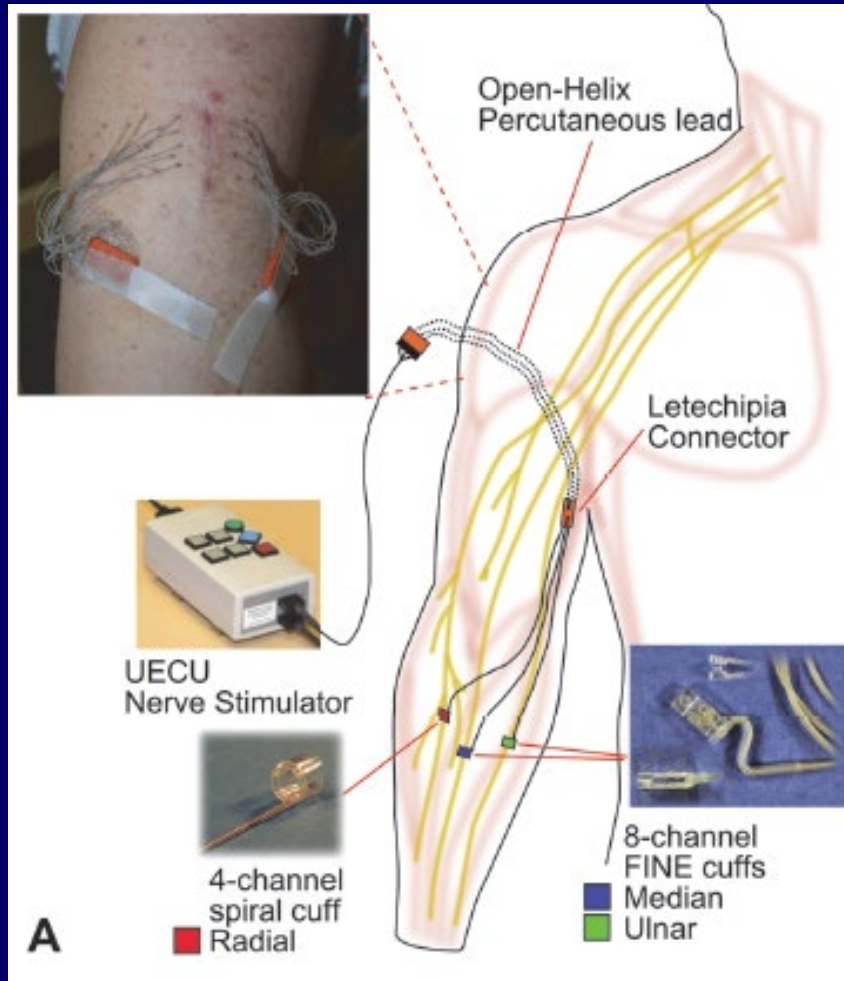 Open-Helix
Percutaneous lead
Letechipia
Connector
UECU
Nerve Stimulator
4-channel
spiral cuff
Radial
8-channel
FINE cuffs
Median
Ulnar
A